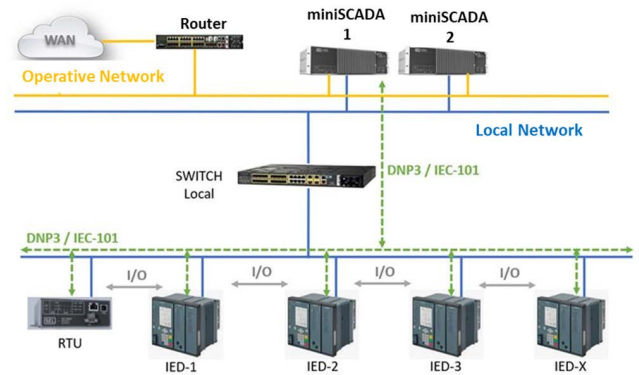 WAN
Router
miniSCADA
1
miniSCADA
2
Operative Network
Local Network
SWITCH
Local
DNP3 / IEC-101
DNP3 / IEC-101
I/O
I/O
I/O
I/O
RTU
IED-1
IED-2
IED-3
IED-X